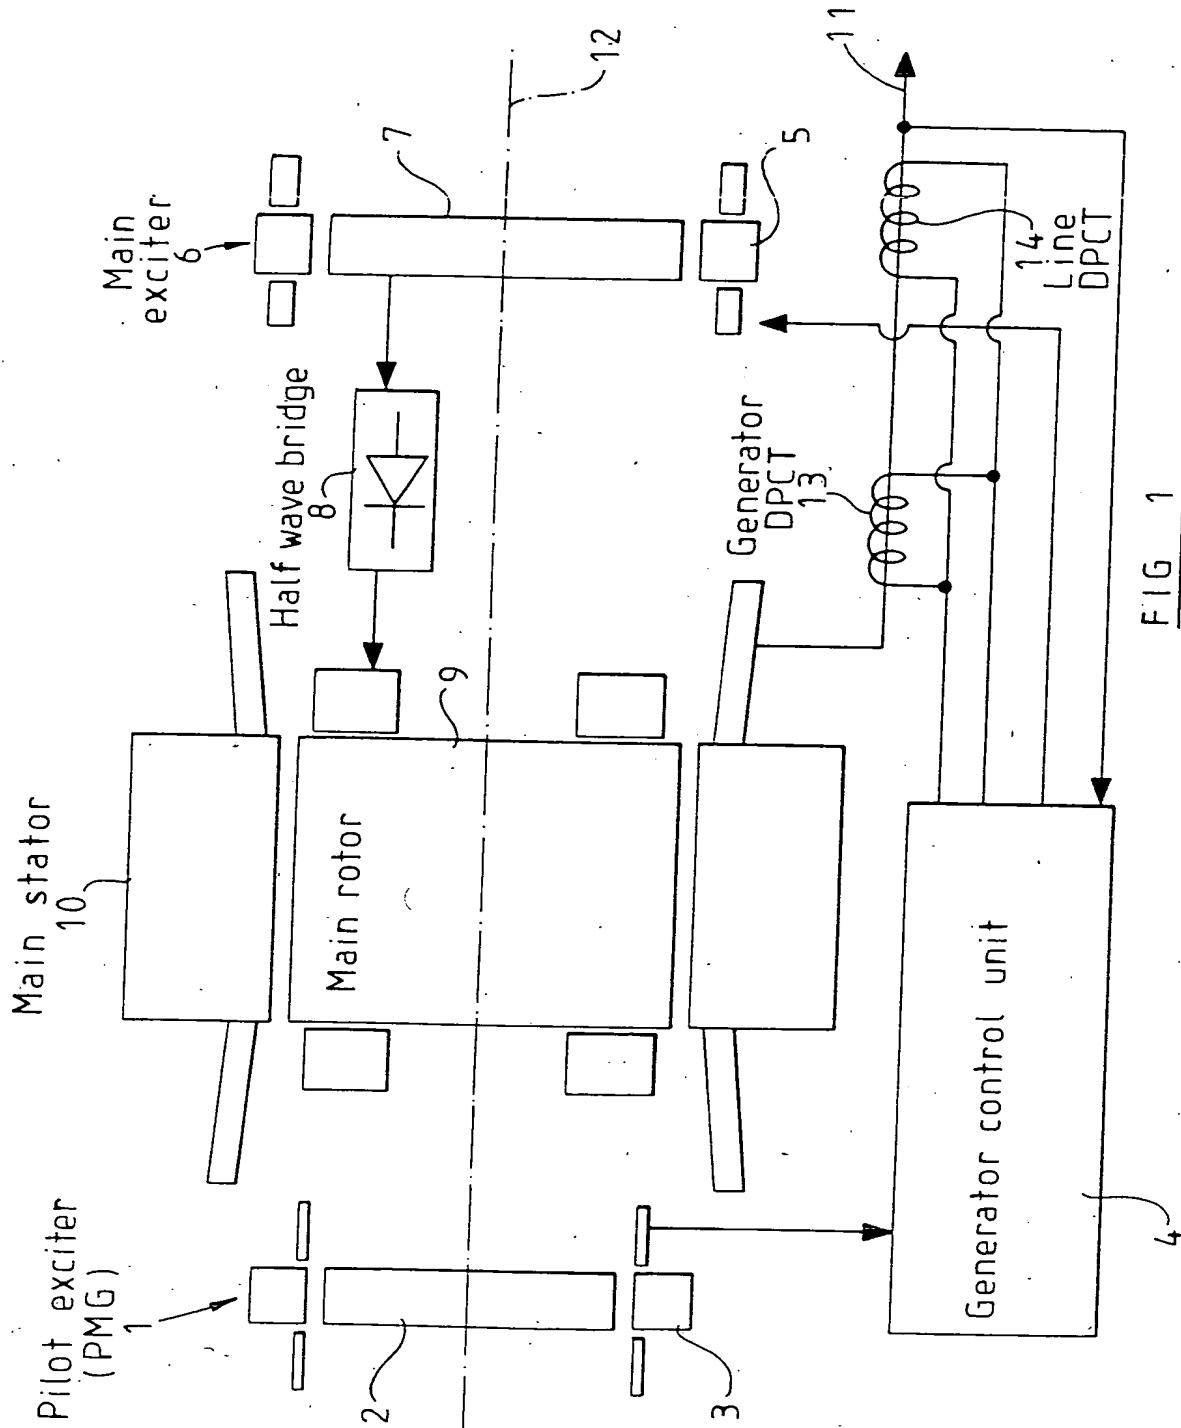 Pilot exciter
(PMG)
1
2
3
Main stator
10
Main rotor
9
Half wave bridge
8
Main
exciter
6
7
12
5
Generator
DPCT
13
14
Line
DPCT
11
Generator control unit
4
FIG 1